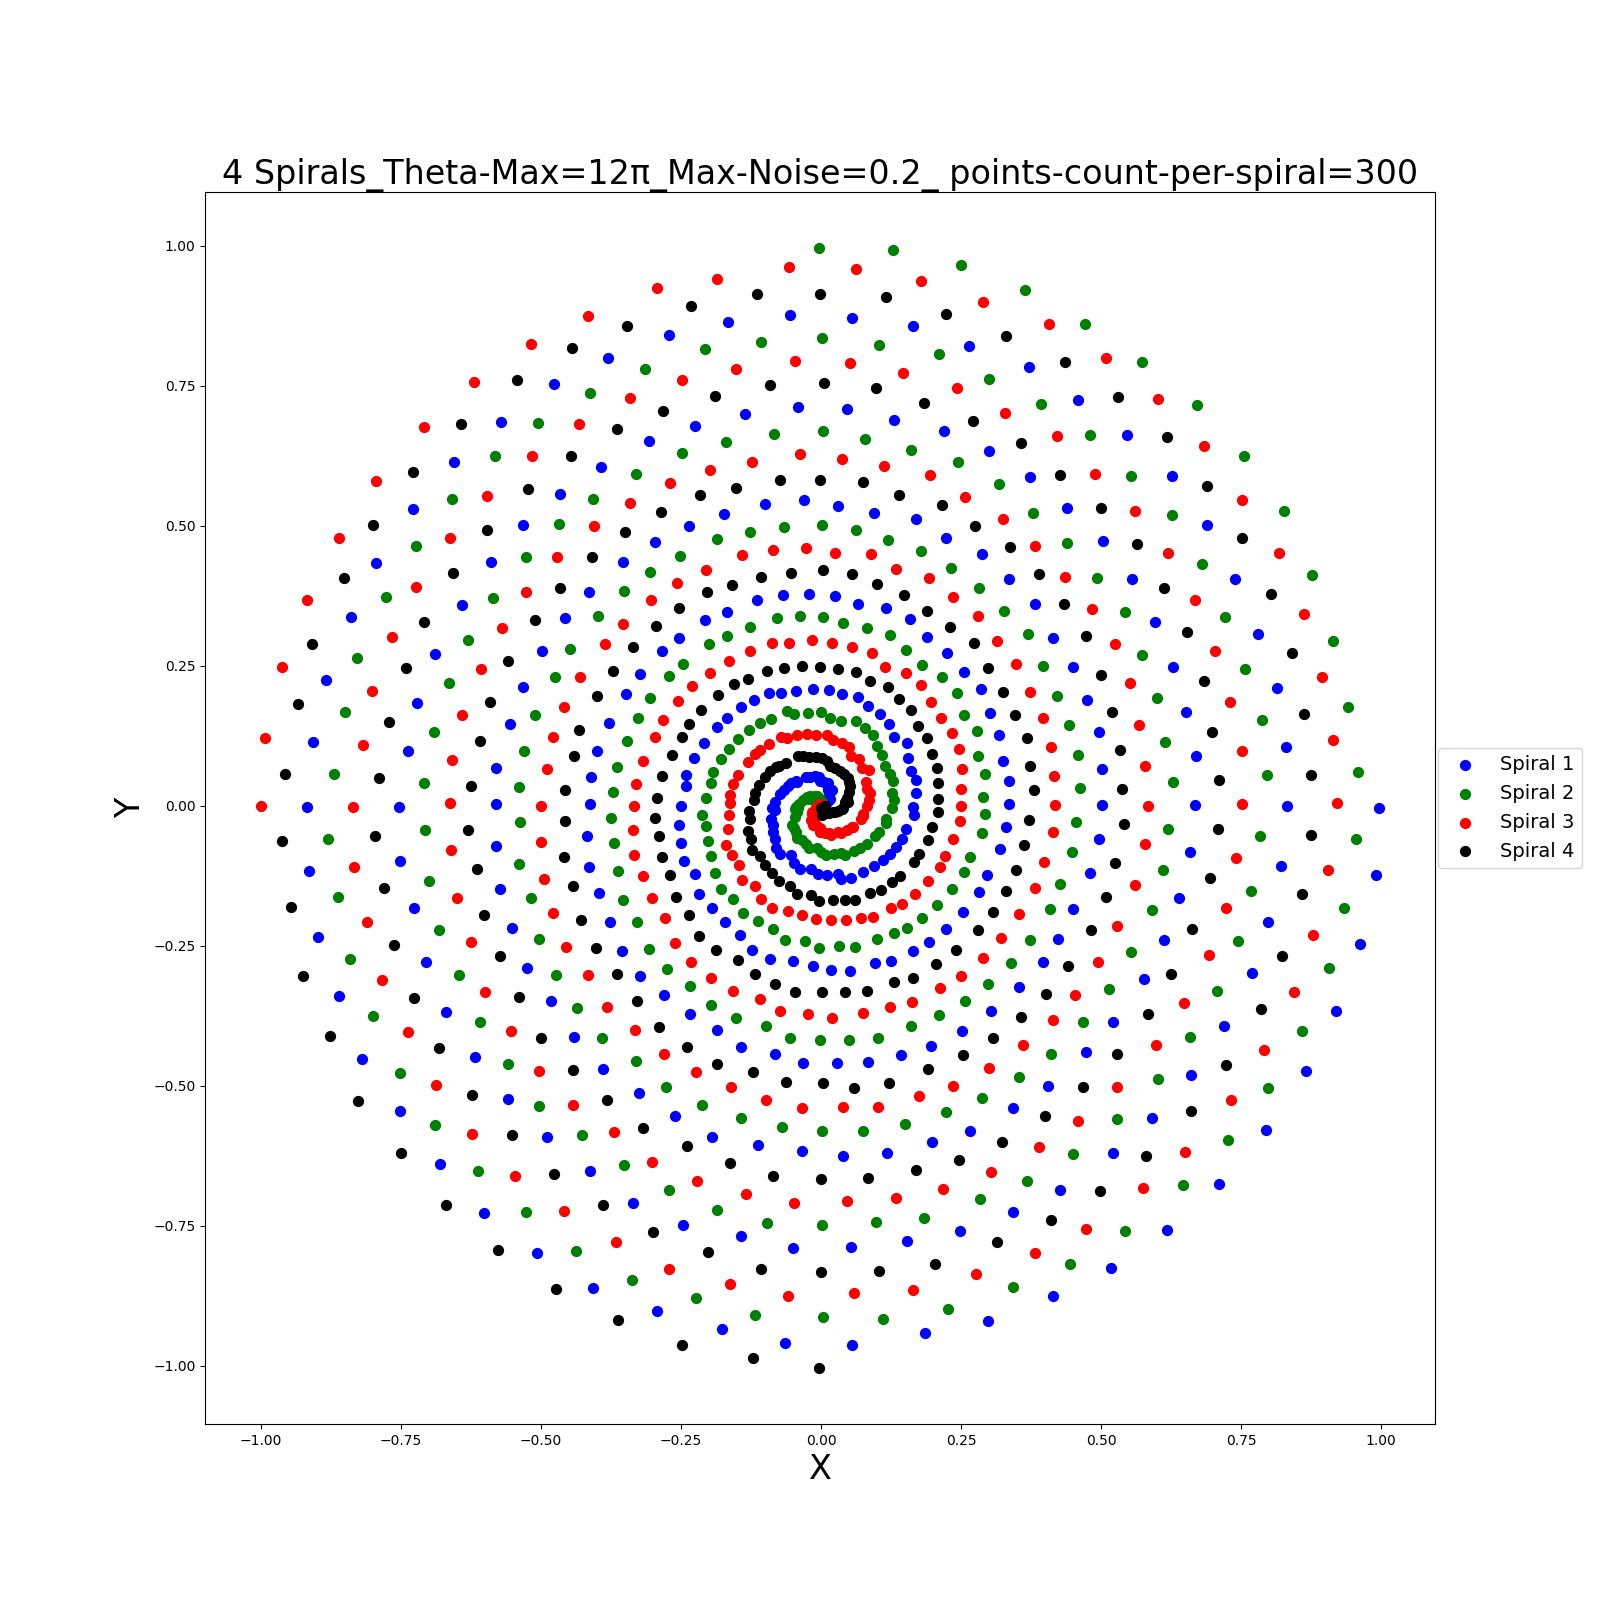 4 Spirals_Theta-Max=12π_Max-Noise=0.2_ points-count-per-spiral=300
1.00
0.75
0.50
0.25
0.00
−0.25
−0.50
−0.75
−1.00
Y
−1.00 −0.75 −0.50 −0.25 0.00 0.25 0.50 0.75 1.00
X
Spiral 1
Spiral 2
Spiral 3
Spiral 4